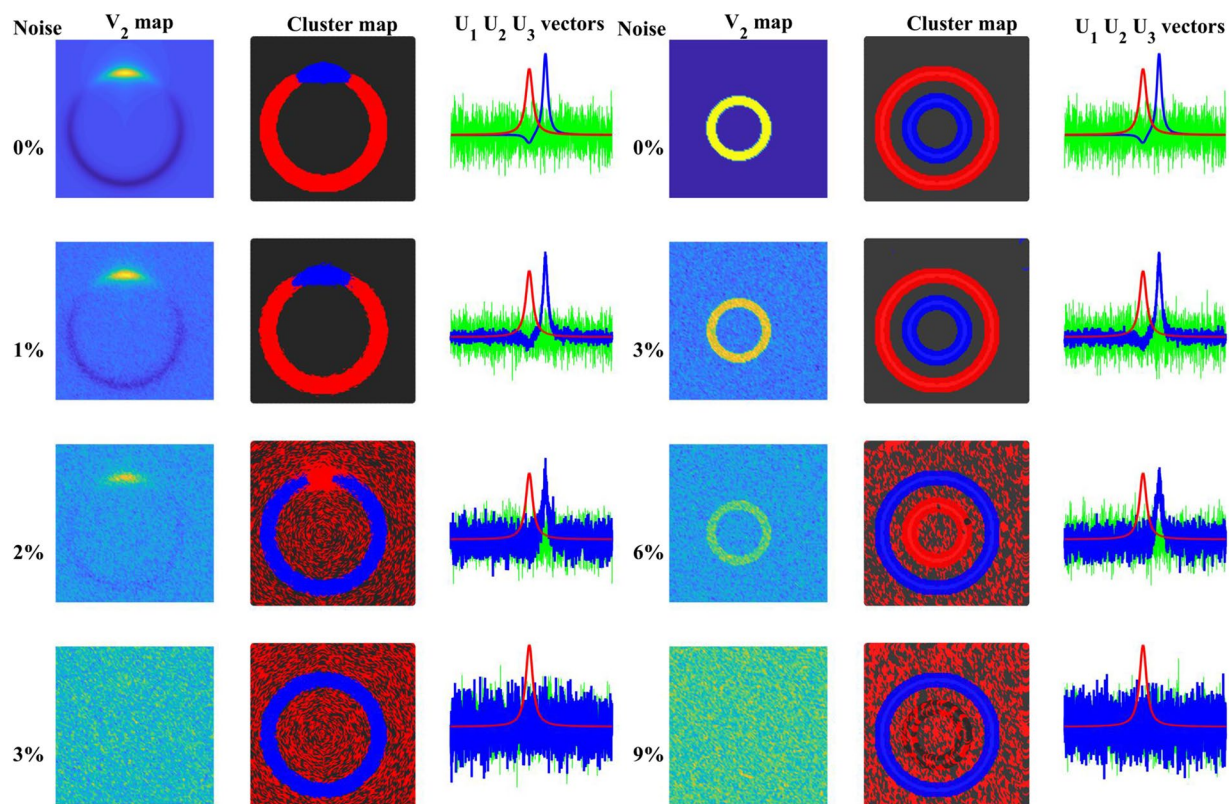 Noise V₂ map Cluster map U₁ U₂ U₃ vectors Noise V₂ map Cluster map U₁ U₂ U₃ vectors
0% 0%
1% 3%
2% 6%
3% 9%